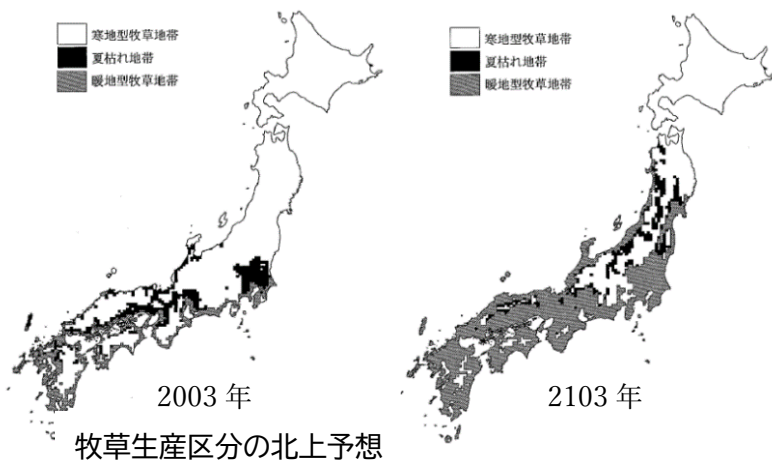 寒地型牧草地帯
夏枯れ地帯
暖地型牧草地帯
寒地型牧草地帯
夏枯れ地帯
暖地型牧草地帯
2003 年
2103 年
牧草生産区分の北上予想